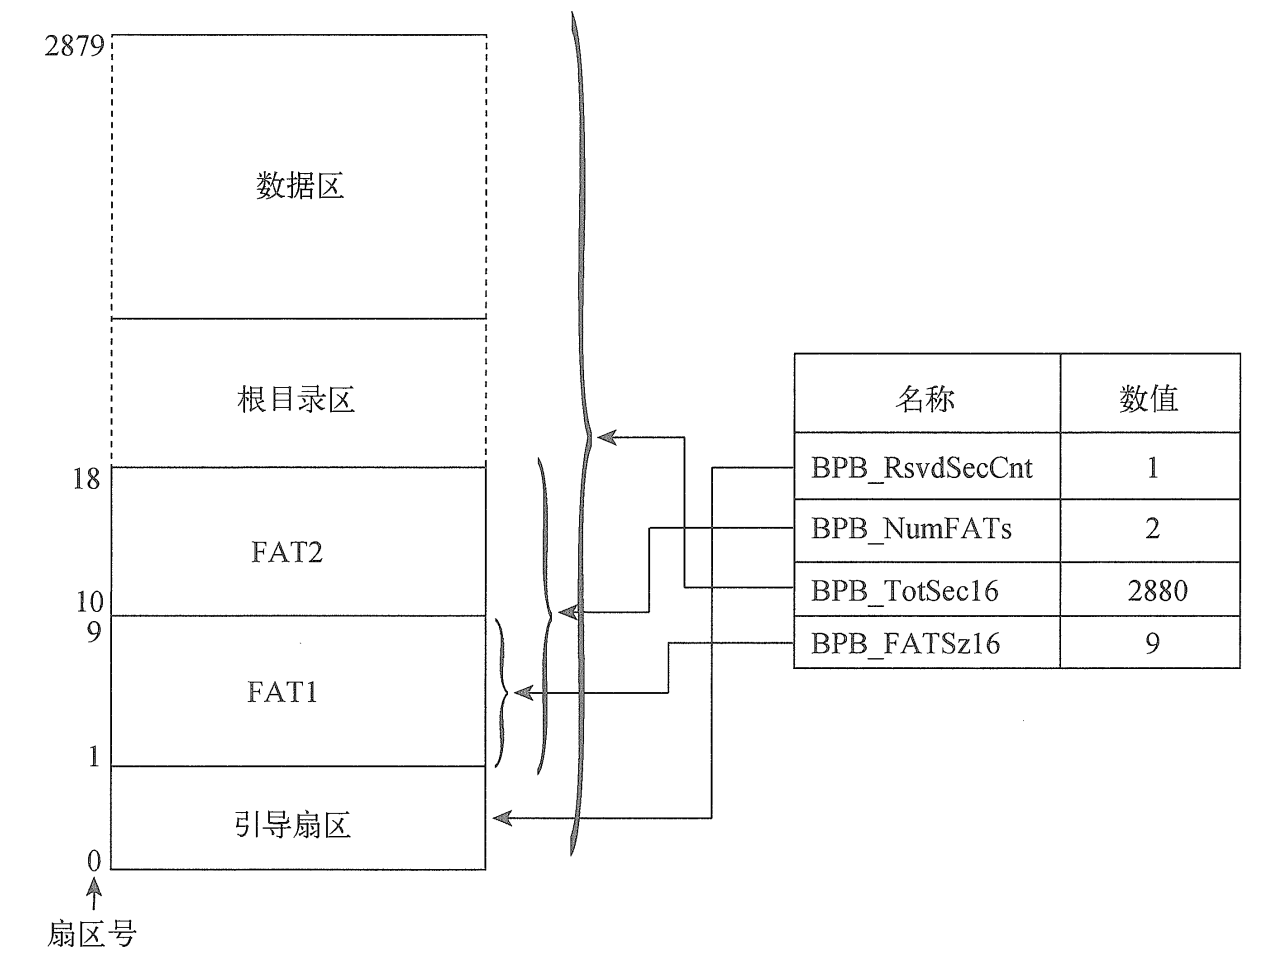 2879
数据区
根目录区
18
FAT2
10
9
FAT1
1
引导扇区
0
扇区号
名称 数值
BPB_RsvdSecCnt 1
BPB_NumFATs 2
BPB_TotSec16 2880
BPB_FATSz16 9